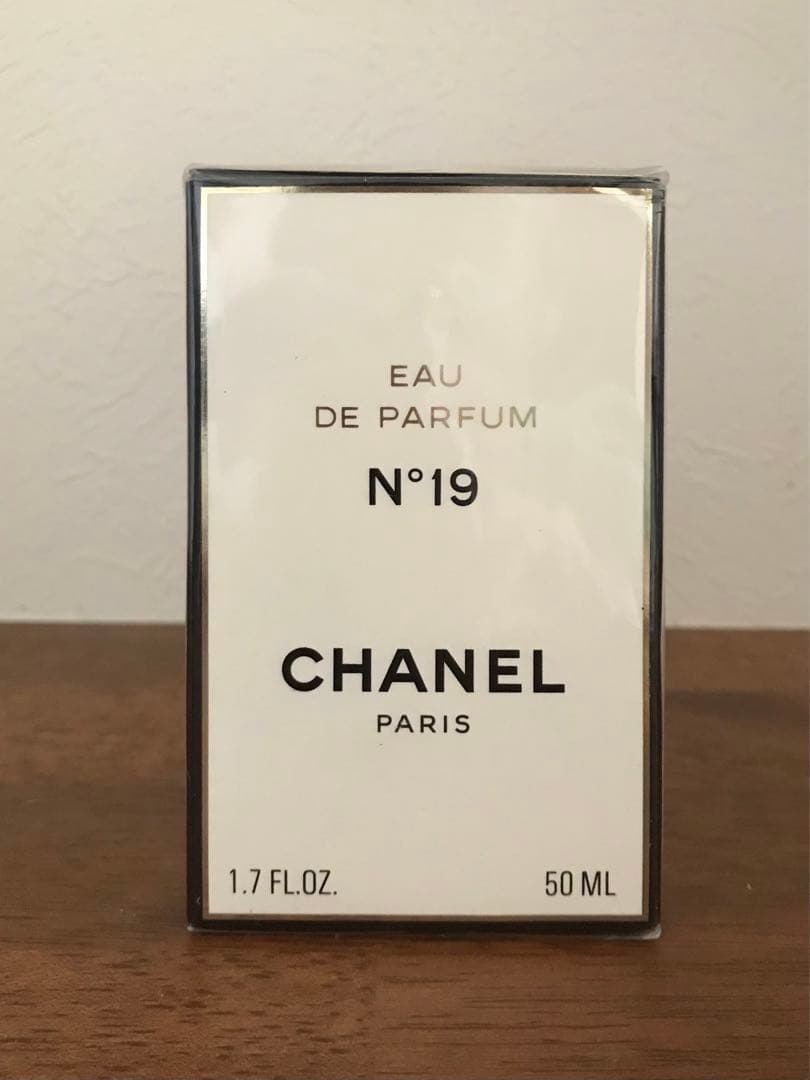 EAU
DE PARFUM
N°19
CHANEL
PARIS
1.7 FL.OZ. 50 ML